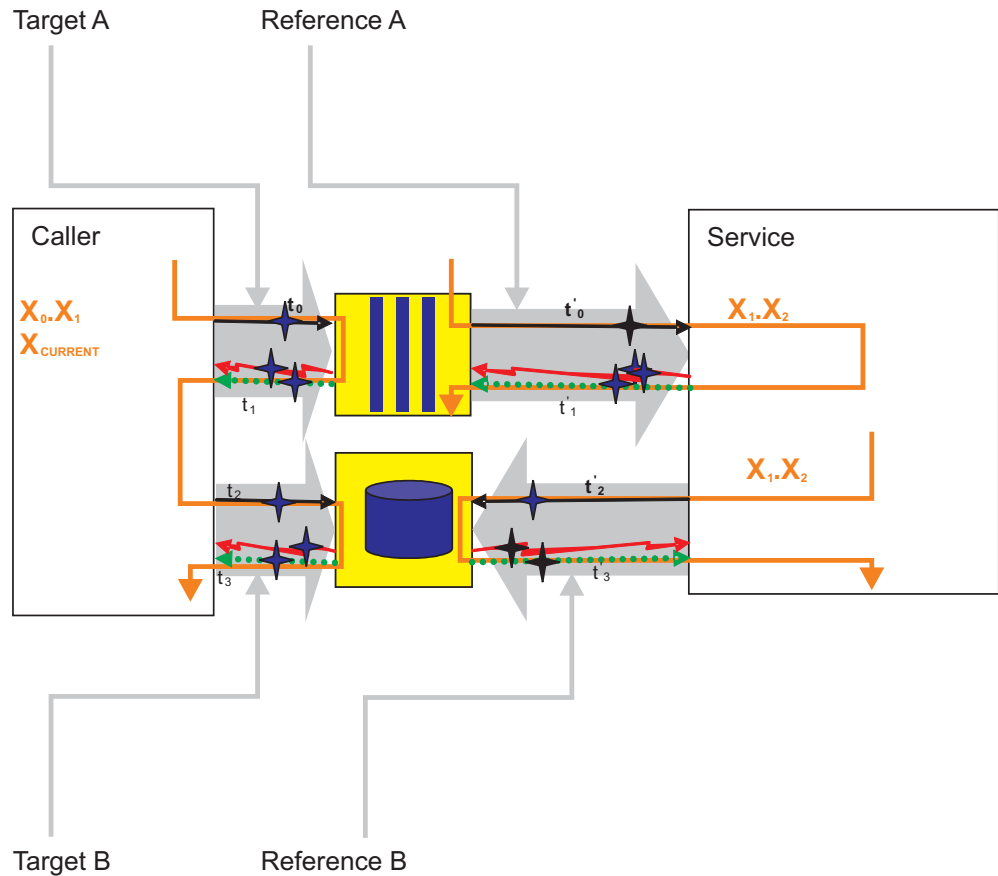 Target A
Reference A
Caller
Service
X₀.X₁
X_CURRENT
t₀
t'₀
X₁.X₂
t₁
t'₁
X₁.X₂
t₂
t'₂
t₃
t'₃
Target B
Reference B